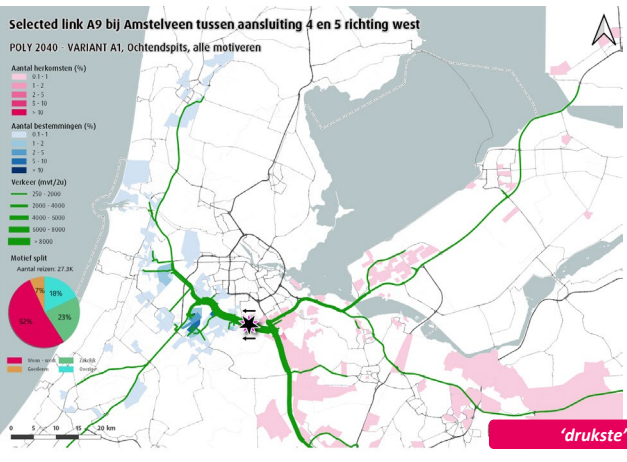 Selected link A9 bij Amstelveen tussen aansluiting 4 en 5 richting west
POLY 2040 - VARIANT A1, Ochtendspits, alle motiveren
Aantal herkomsten (%)
0.1 - 1
1 - 2
2 - 5
5 - 10
> 10
Aantal bestemmingen (%)
0.1 - 1
1 - 2
2 - 5
5 - 10
> 10
Verkeer (mvt/2u)
250 - 2000
2000 - 4000
4000 - 6000
6000 - 8000
> 8000
Motief split
Aantal reizen: 27.3K
7%
18%
23%
52%
Woon - werk
Zakelijk
Overige
0 5 10 15 20 km
'drukste'